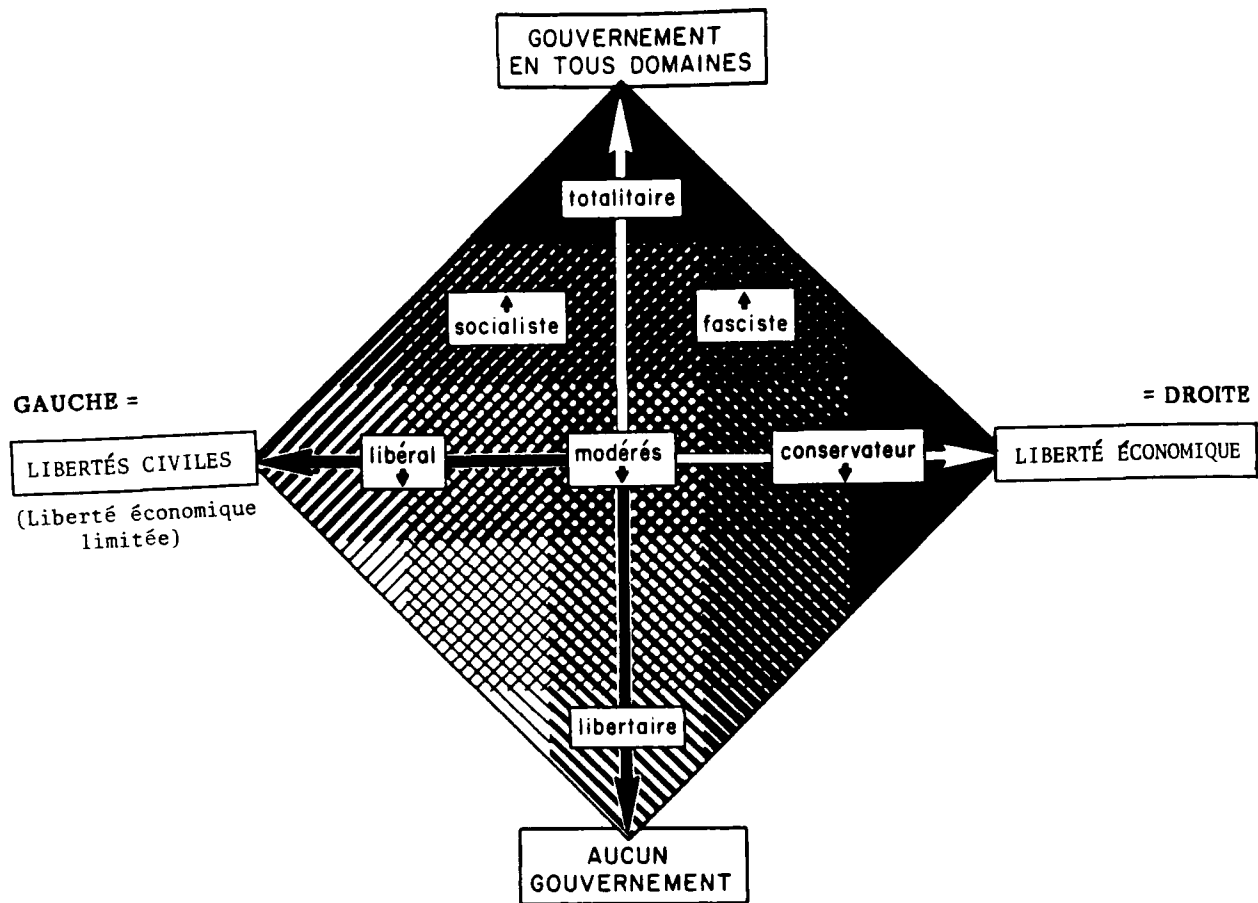 GOUVERNEMENT
EN TOUS DOMAINES
totalitaire
socialiste
fasciste
GAUCHE =
= DROITE
LIBERTÉS CIVILES
libéral
modérés
conservateur
LIBERTÉ ÉCONOMIQUE
(Liberté économique
limitée)
libertaire
AUCUN
GOUVERNEMENT